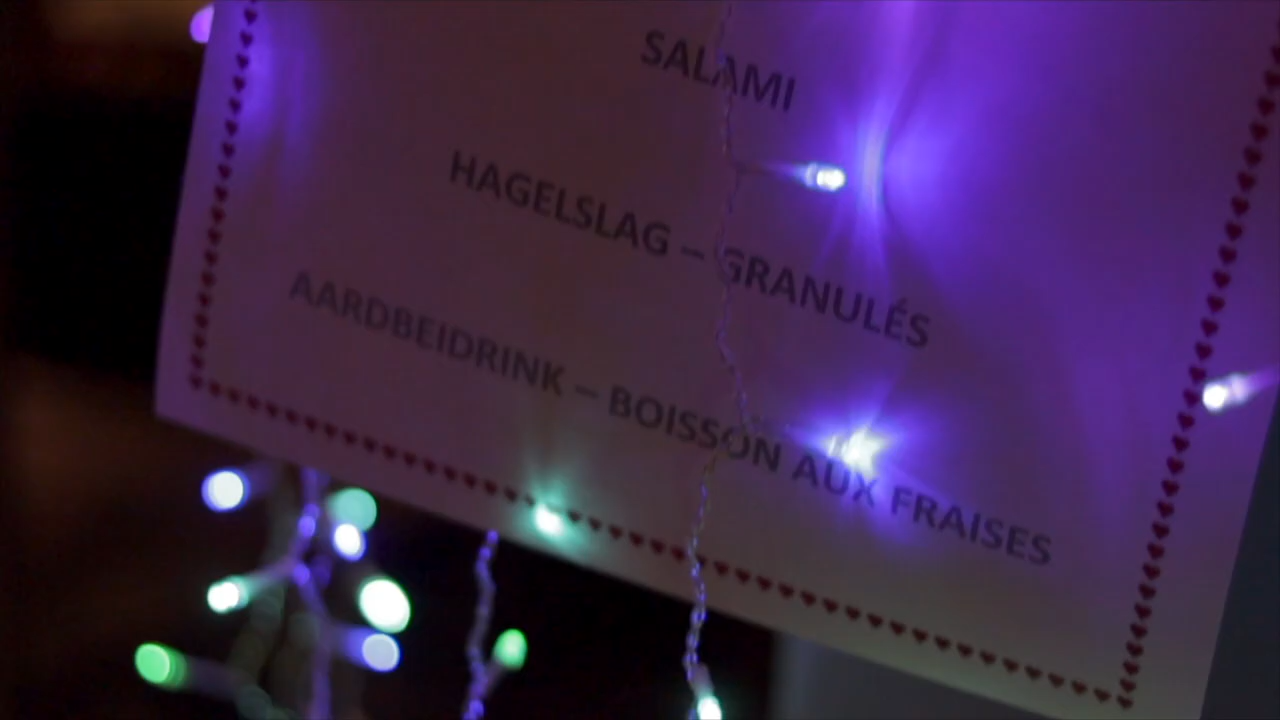 SALAMI
HAGELSLAG – GRANULÉS
AARDBEIDRINK – BOISSON AUX FRAISES